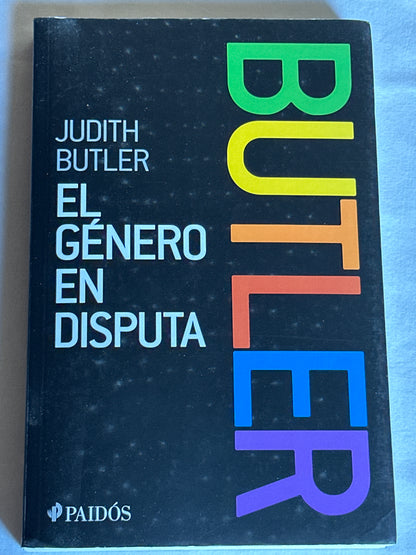 JUDITH
BUTLER
EL
GÉNERO
EN
DISPUTA
BUTLER
PAIDÓS